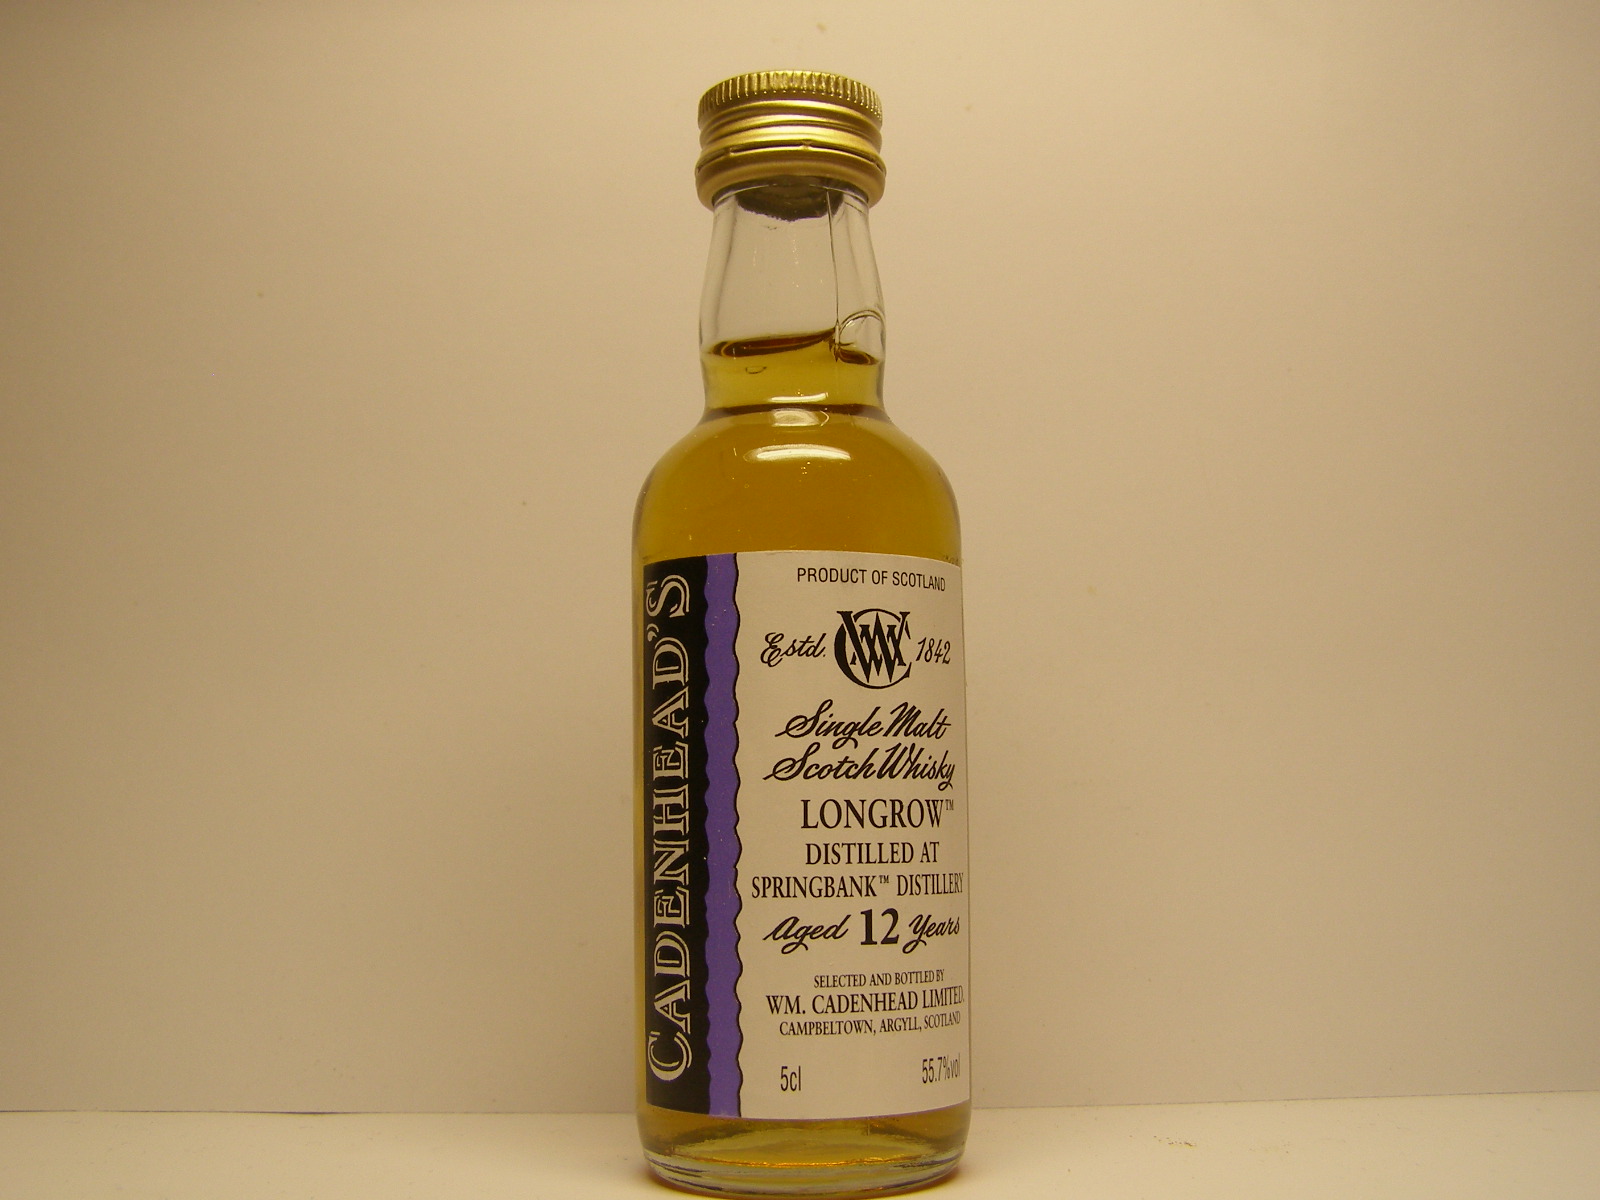 CADENHEAD'S
PRODUCT OF SCOTLAND
Estd. WC 1842
Single Malt
Scotch Whisky
LONGROW™
DISTILLED AT
SPRINGBANK™ DISTILLERY
Aged 12 Years
SELECTED AND BOTTLED BY
WM. CADENHEAD LIMITED,
CAMPBELTOWN, ARGYLL, SCOTLAND
5cl 55.7%vol